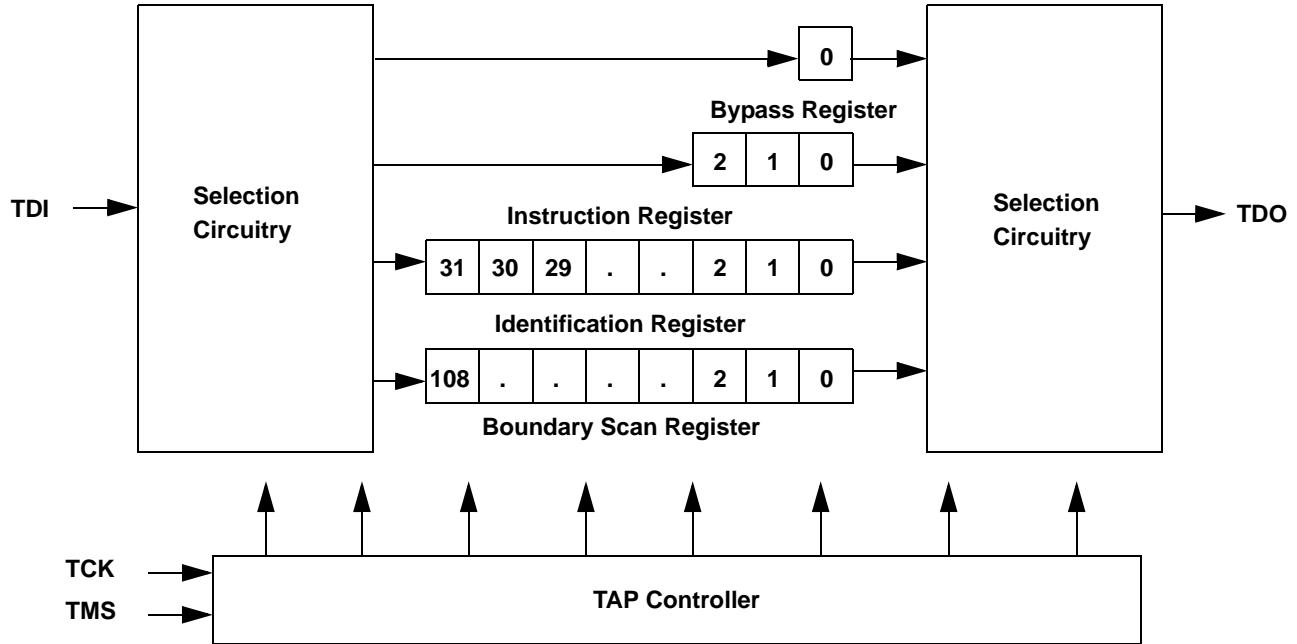 0
Bypass Register
2 1 0
Selection
Circuitry
TDI
Selection
Circuitry
TDO
Instruction Register
31 30 29 . . 2 1 0
Identification Register
108 . . . . 2 1 0
Boundary Scan Register
TCK
TMS
TAP Controller